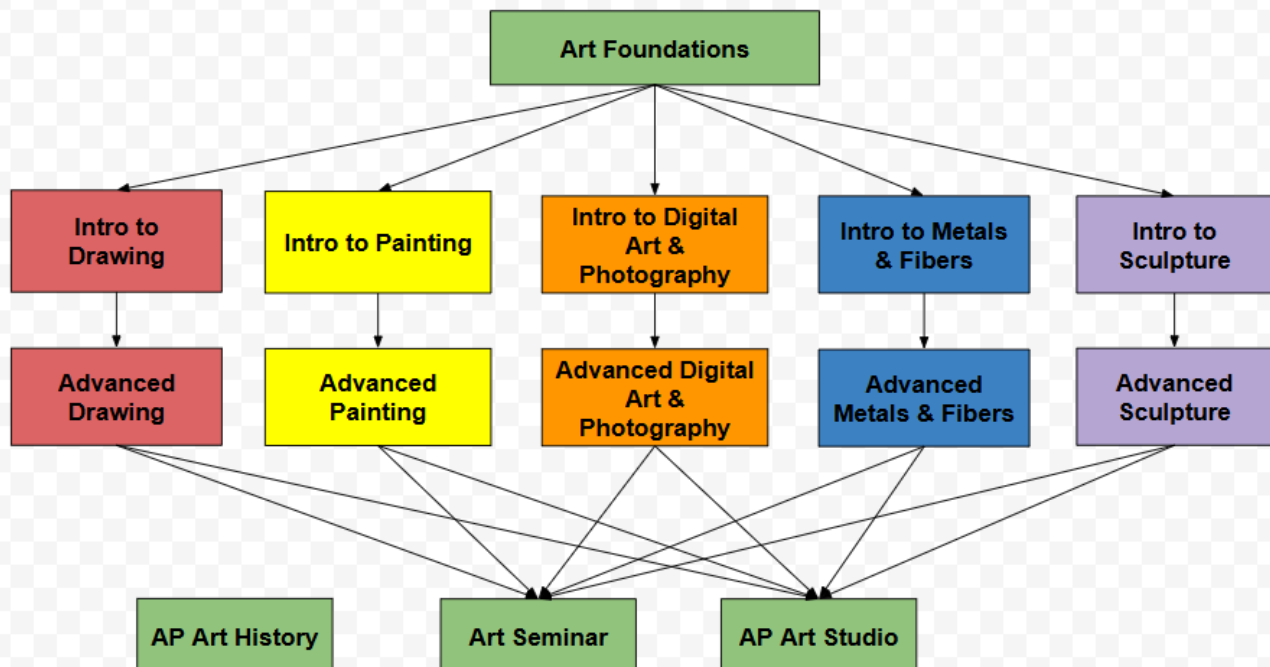 Art Foundations
Intro to
Drawing
Intro to Painting
Intro to Digital
Art &
Photography
Intro to Metals
& Fibers
Intro to
Sculpture
Advanced
Drawing
Advanced
Painting
Advanced Digital
Art &
Photography
Advanced
Metals & Fibers
Advanced
Sculpture
AP Art History
Art Seminar
AP Art Studio